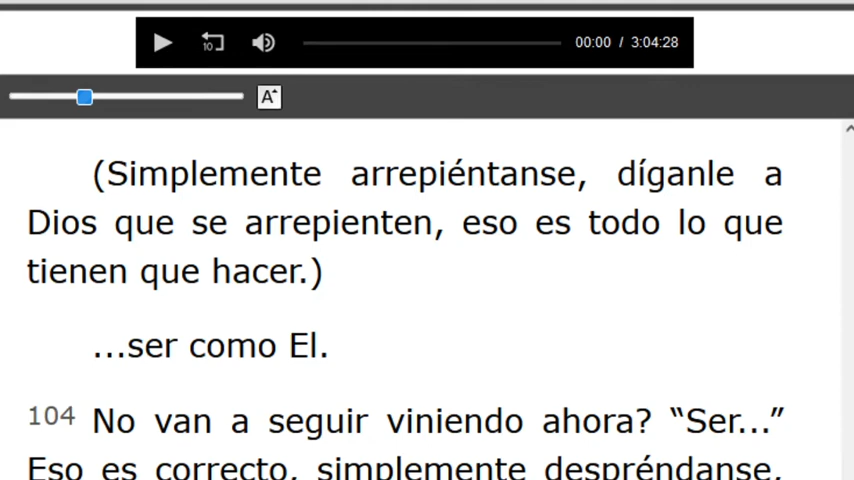 10
00:00 / 3:04:28
A
(Simplemente arrepiéntanse, díganle a
Dios que se arrepienten, eso es todo lo que
tienen que hacer.)
...ser como El.
104 No van a seguir viniendo ahora? “Ser...”
Eso es correcto, simplemente despréndanse,